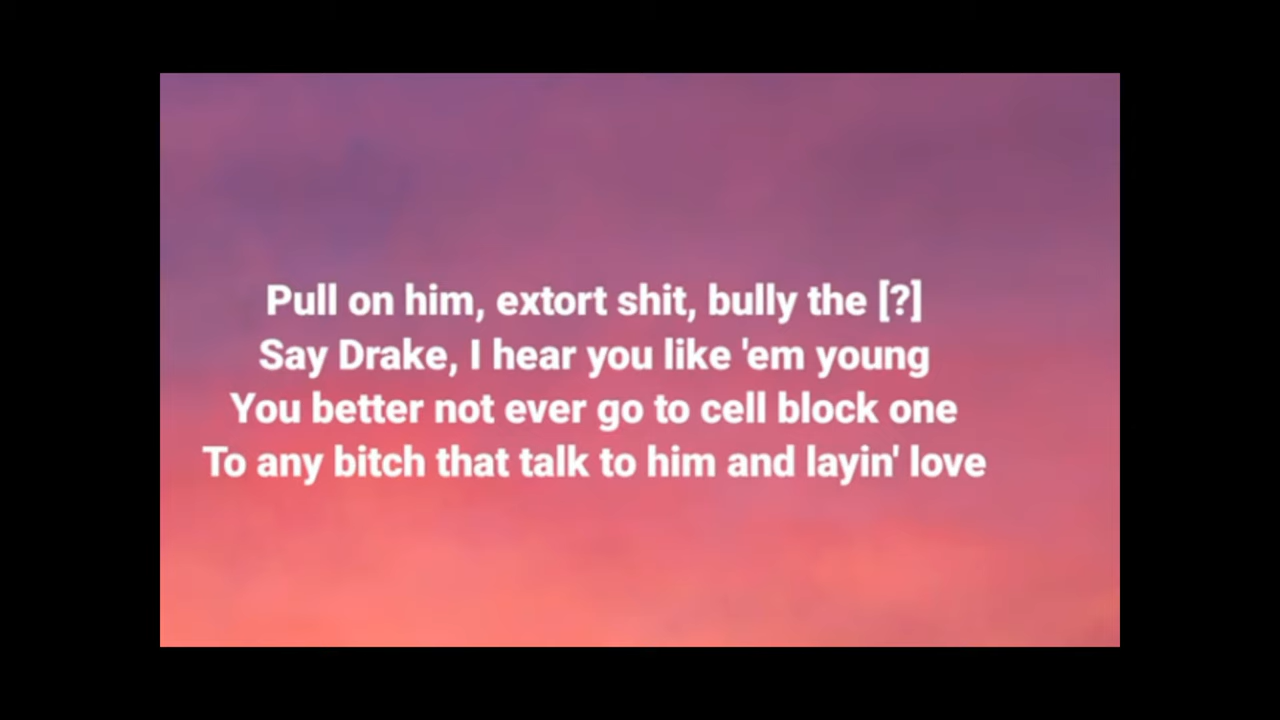 Pull on him, extort shit, bully the [?]
Say Drake, I hear you like 'em young
You better not ever go to cell block one
To any bitch that talk to him and layin' love